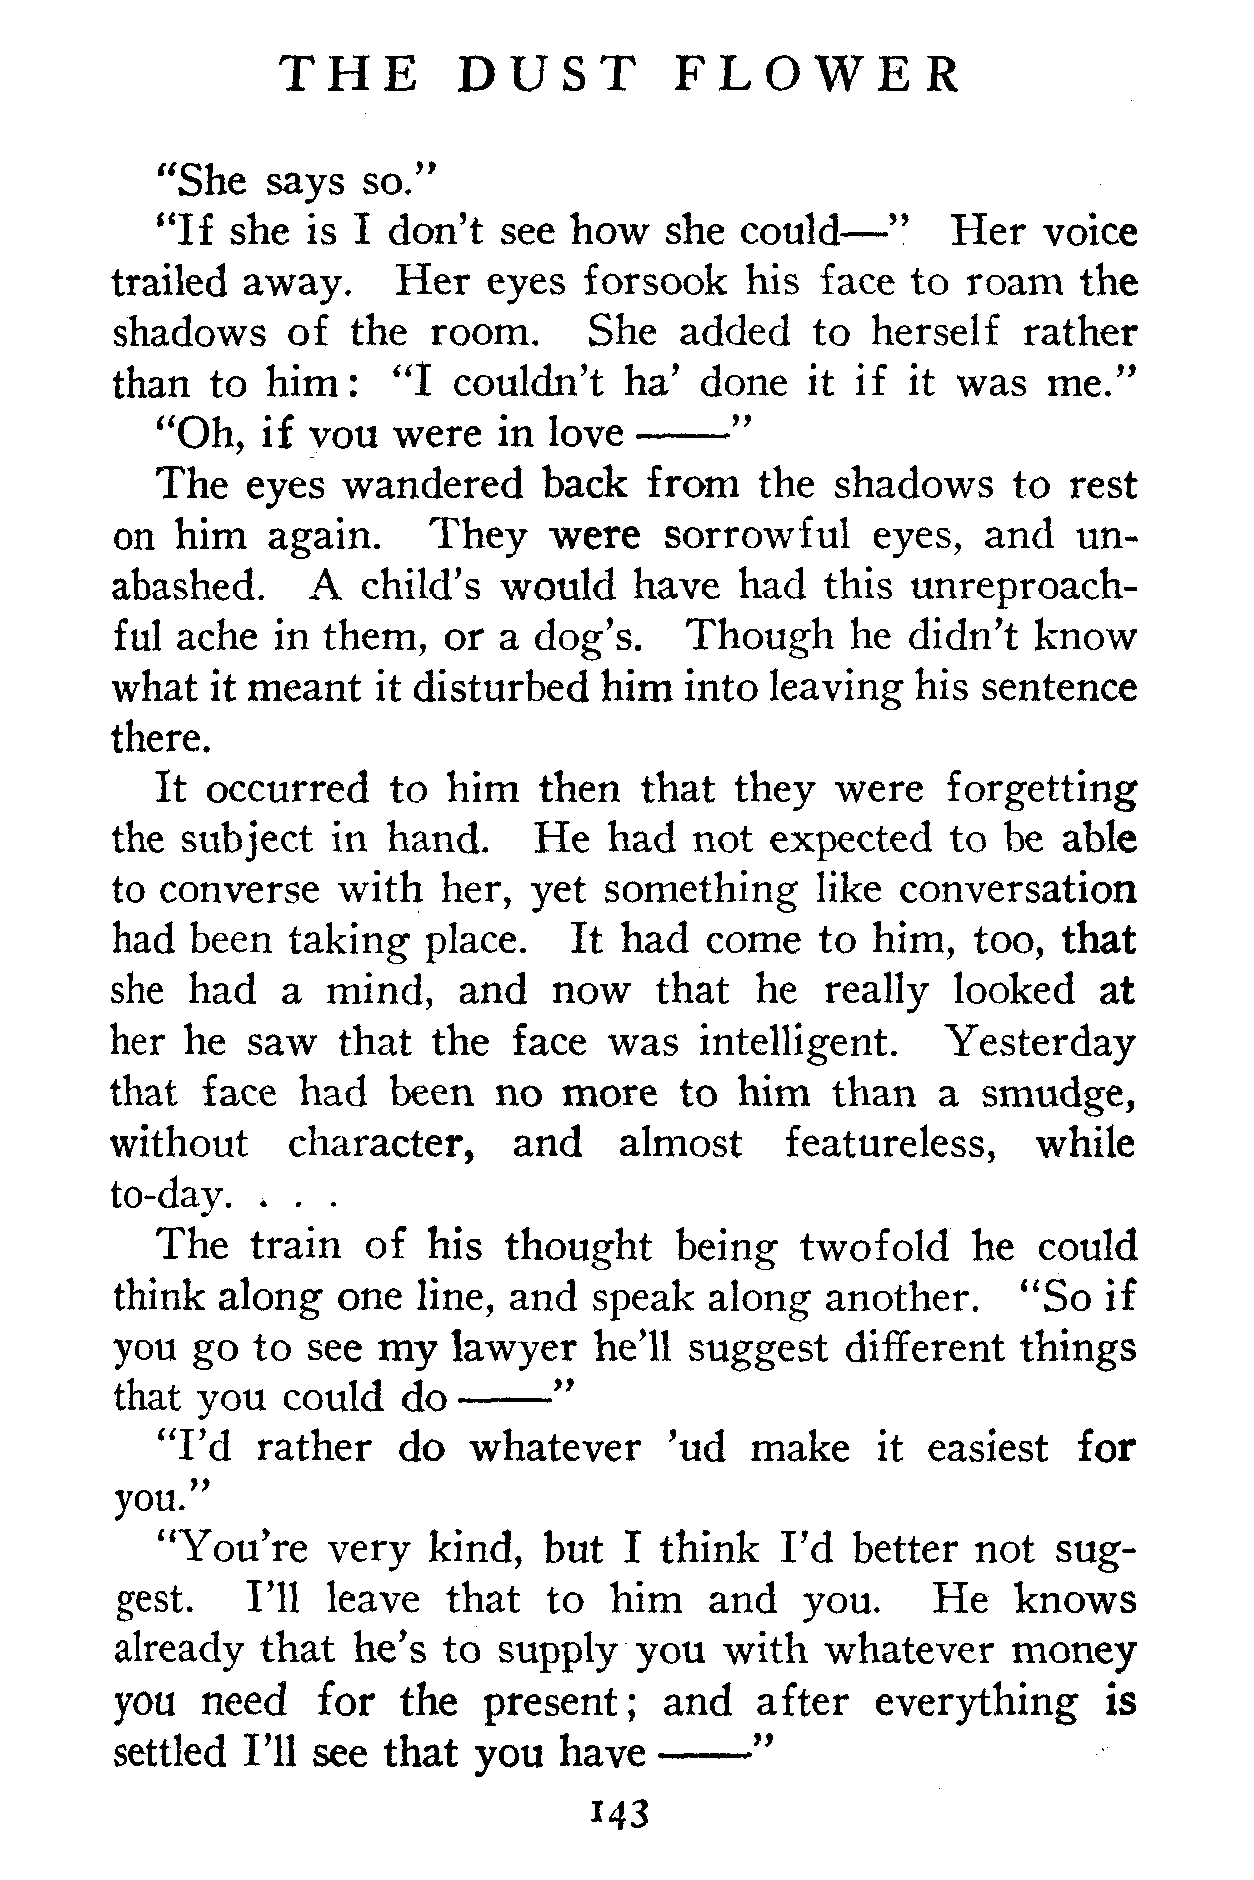 THE DUST FLOWER
"She says so."
"If she is I don't see how she could—" Her voice
trailed away. Her eyes forsook his face to roam the
shadows of the room. She added to herself rather
than to him: "I couldn't ha' done it if it was me."
"Oh, if you were in love ——"
The eyes wandered back from the shadows to rest
on him again. They were sorrowful eyes, and un-
abashed. A child's would have had this unreproach-
ful ache in them, or a dog's. Though he didn't know
what it meant it disturbed him into leaving his sentence
there.
It occurred to him then that they were forgetting
the subject in hand. He had not expected to be able
to converse with her, yet something like conversation
had been taking place. It had come to him, too, that
she had a mind, and now that he really looked at
her he saw that the face was intelligent. Yesterday
that face had been no more to him than a smudge,
without character, and almost featureless, while
to-day. . . .
The train of his thought being twofold he could
think along one line, and speak along another. "So if
you go to see my lawyer he'll suggest different things
that you could do ——"
"I'd rather do whatever 'ud make it easiest for
you."
"You're very kind, but I think I'd better not sug-
gest. I'll leave that to him and you. He knows
already that he's to supply you with whatever money
you need for the present; and after everything is
settled I'll see that you have ——"
143